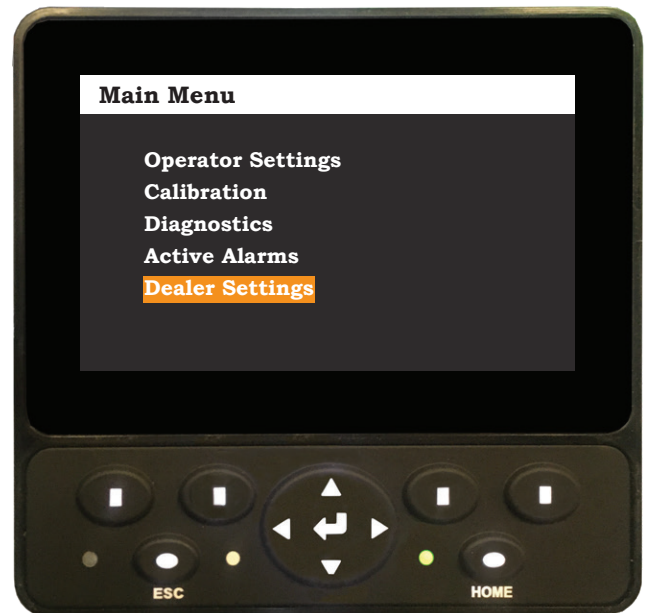 Main Menu
Operator Settings
Calibration
Diagnostics
Active Alarms
Dealer Settings
ESC
HOME